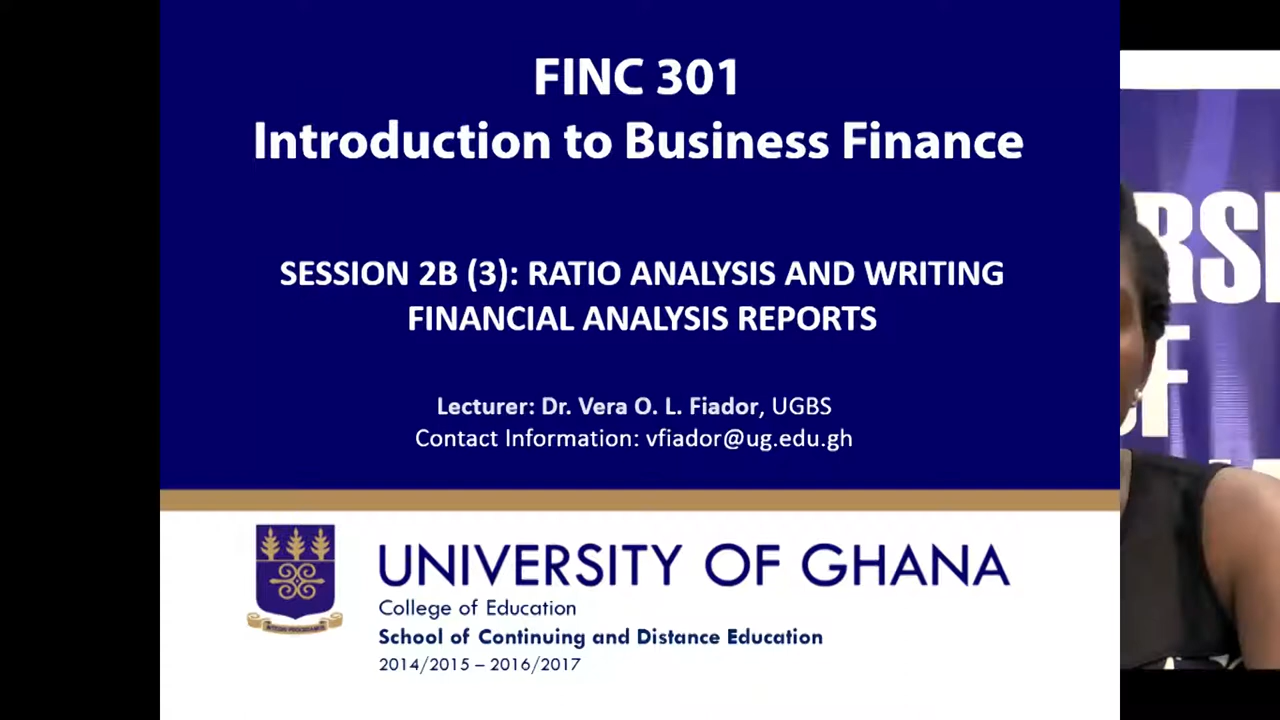 FINC 301
Introduction to Business Finance
SESSION 2B (3): RATIO ANALYSIS AND WRITING
FINANCIAL ANALYSIS REPORTS
Lecturer: Dr. Vera O. L. Fiador, UGBS
Contact Information: vfiador@ug.edu.gh
UNIVERSITY OF GHANA
College of Education
School of Continuing and Distance Education
2014/2015 – 2016/2017